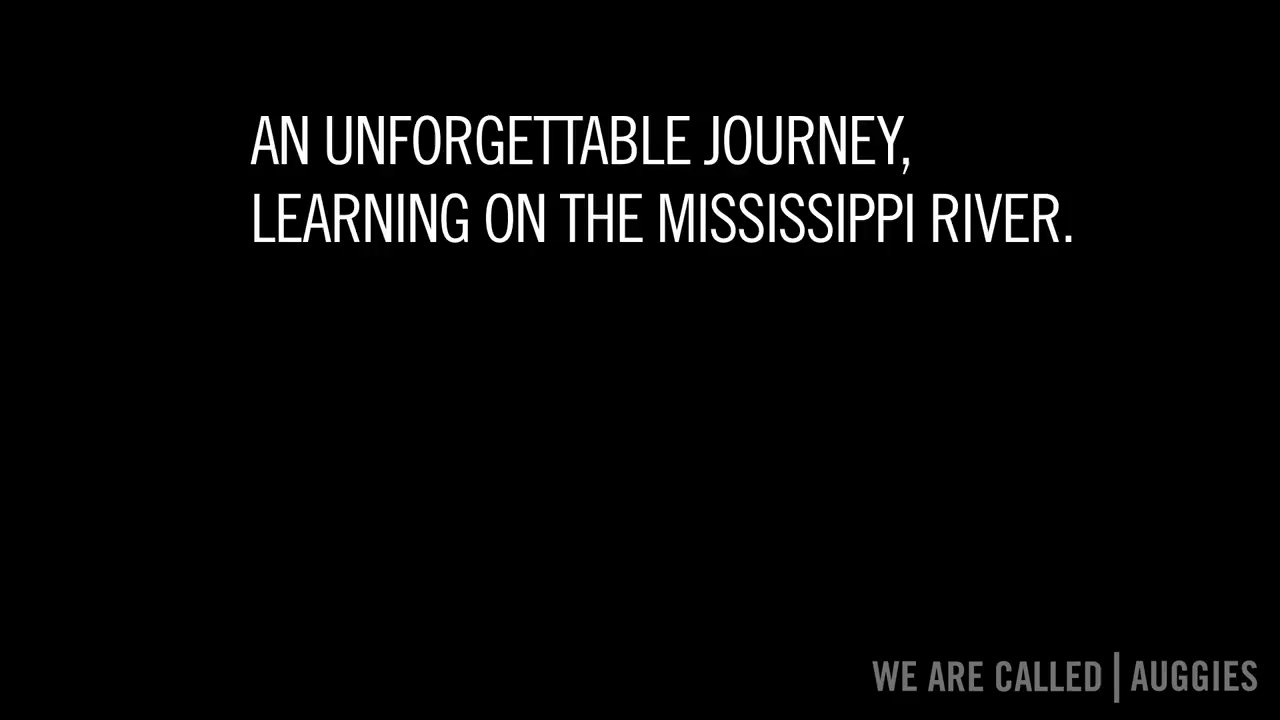 AN UNFORGETTABLE JOURNEY,
LEARNING ON THE MISSISSIPPI RIVER.
WE ARE CALLED | AUGGIES